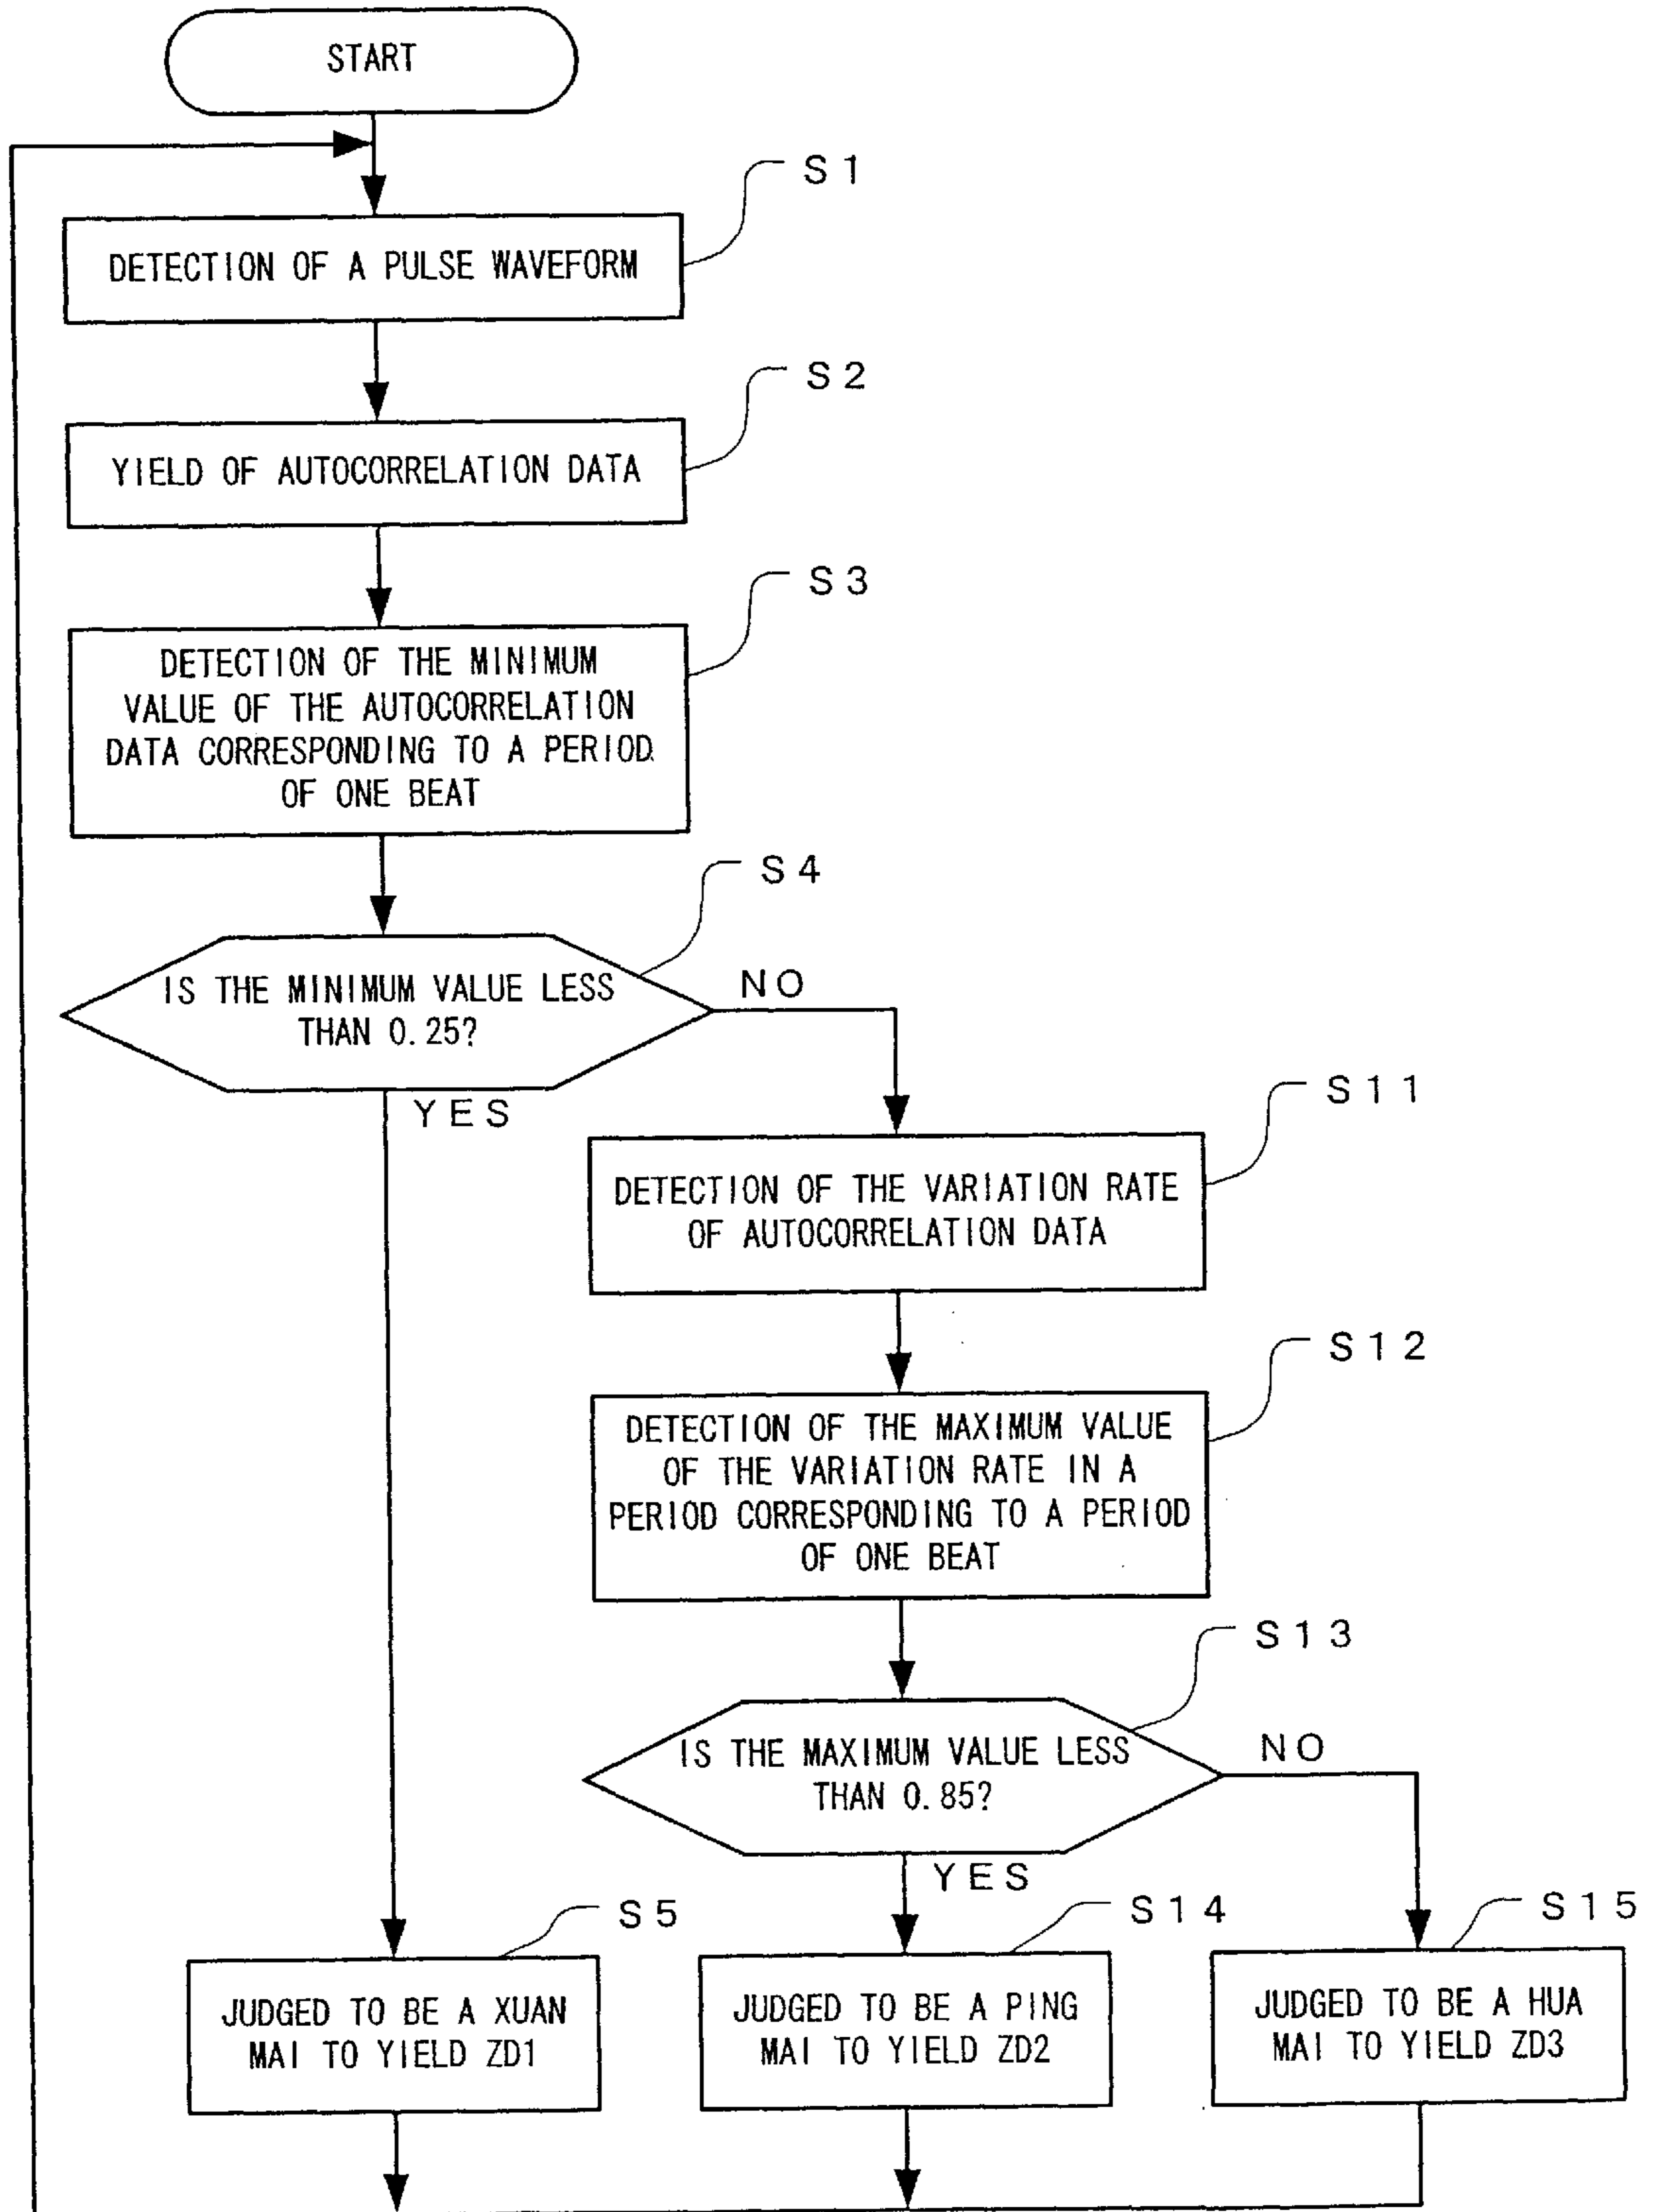 START
S1
DETECTION OF A PULSE WAVEFORM
S2
YIELD OF AUTOCORRELATION DATA
S3
DETECTION OF THE MINIMUM
VALUE OF THE AUTOCORRELATION
DATA CORRESPONDING TO A PERIOD
OF ONE BEAT
S4
IS THE MINIMUM VALUE LESS
THAN 0.25?
NO
YES
S11
DETECTION OF THE VARIATION RATE
OF AUTOCORRELATION DATA
S12
DETECTION OF THE MAXIMUM VALUE
OF THE VARIATION RATE IN A
PERIOD CORRESPONDING TO A PERIOD
OF ONE BEAT
S13
IS THE MAXIMUM VALUE LESS
THAN 0.85?
NO
YES
S5
JUDGED TO BE A XUAN
MAI TO YIELD ZD1
S14
JUDGED TO BE A PING
MAI TO YIELD ZD2
S15
JUDGED TO BE A HUA
MAI TO YIELD ZD3